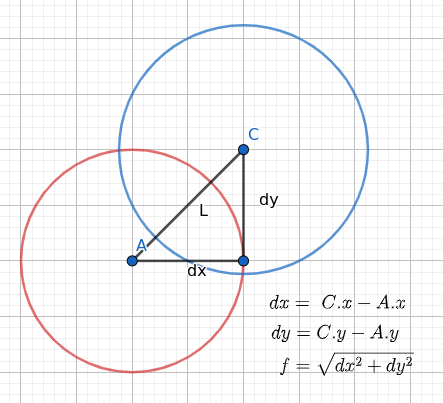 C
dy
L
A
dx
dx = C.x − A.x
dy = C.y − A.y
f = √dx² + dy²